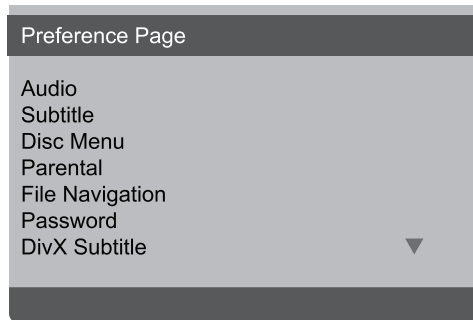 Preference Page
Audio
Subtitle
Disc Menu
Parental
File Navigation
Password
DivX Subtitle